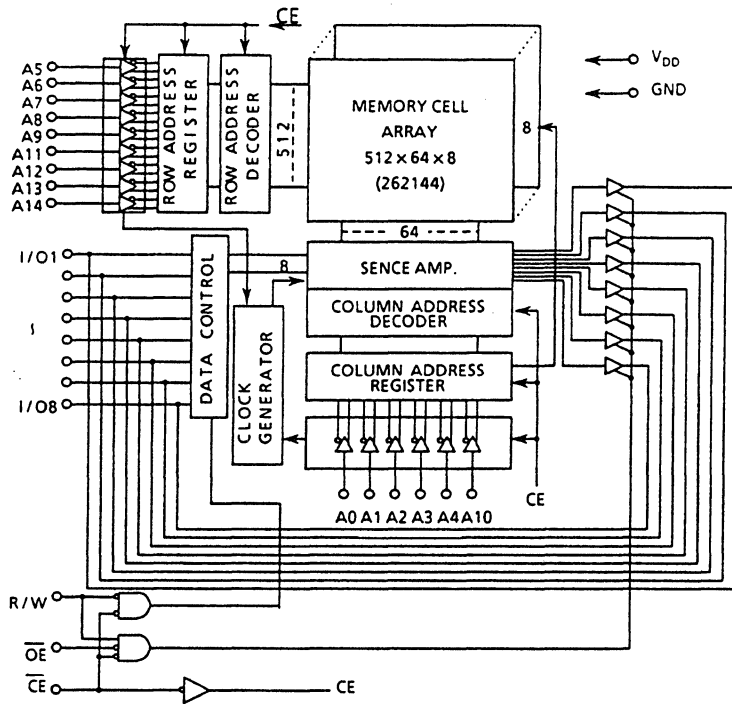 CE
A5
A6
A7
A8
A9
A11
A12
A13
A14
ROW ADDRESS REGISTER
ROW ADDRESS DECODER
512
MEMORY CELL
ARRAY
512×64×8
(262144)
8
VDD
GND
64
I/O1
I/O8
DATA CONTROL
8
CLOCK GENERATOR
SENCE AMP.
COLUMN ADDRESS
DECODER
COLUMN ADDRESS
REGISTER
A0 A1 A2 A3 A4 A10
CE
R/W
OE
CE
CE